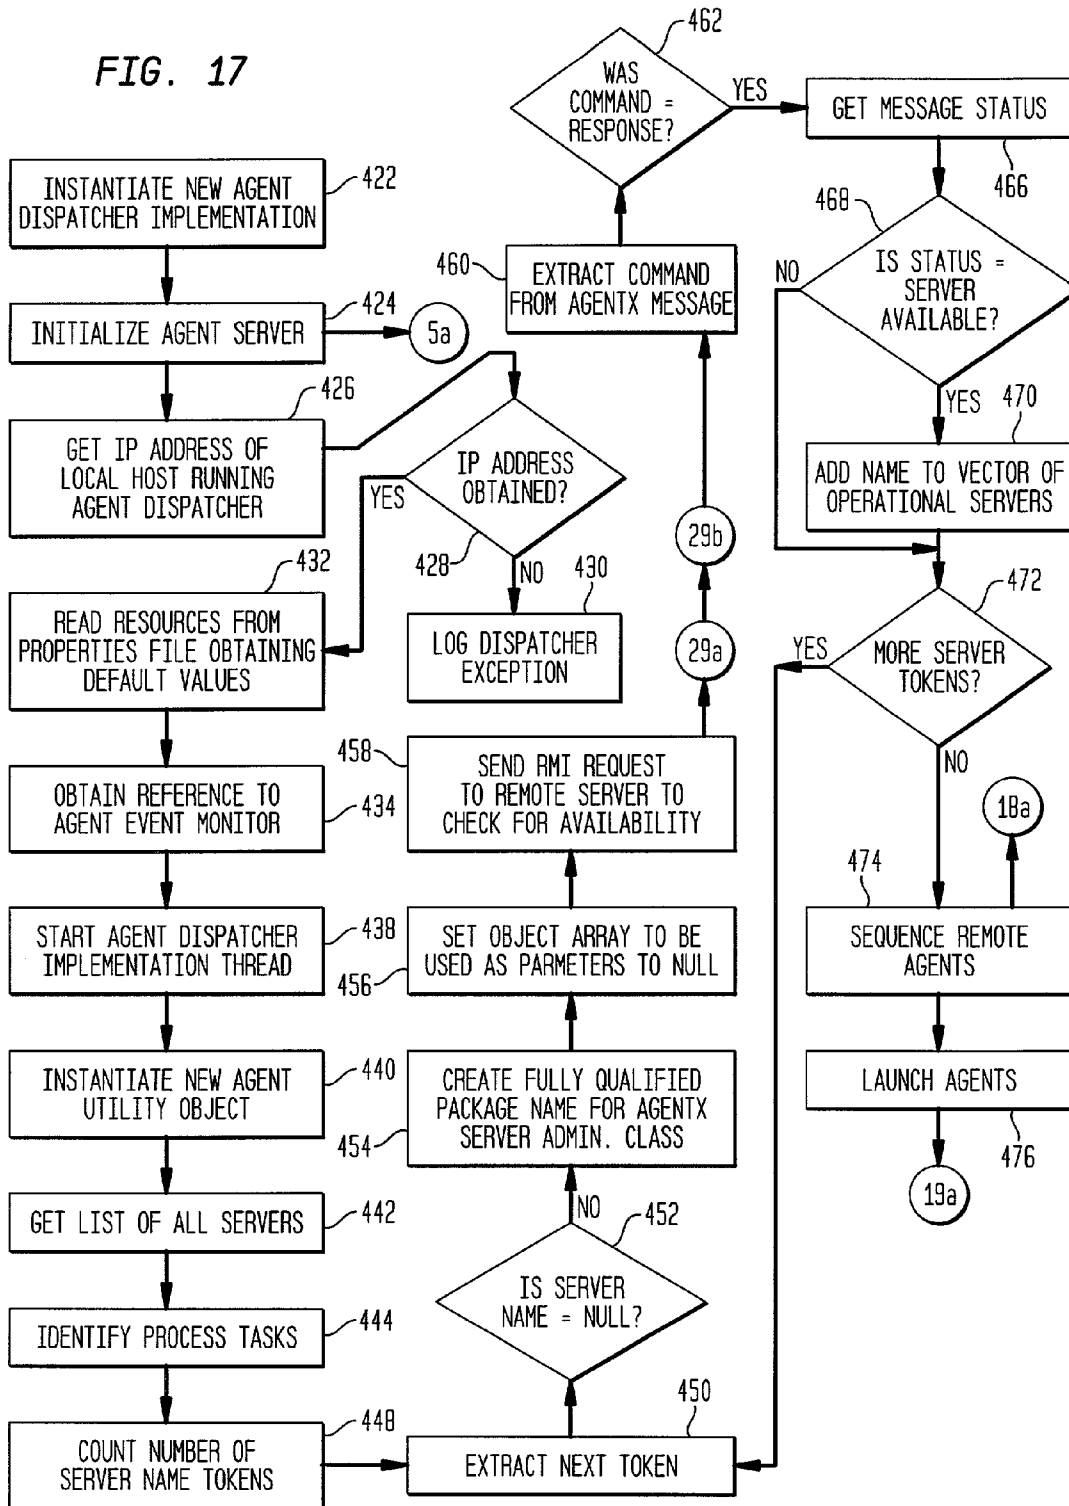 FIG. 17
INSTANTIATE NEW AGENT
DISPATCHER IMPLEMENTATION
422
INITIALIZE AGENT SERVER
424
5a
426
GET IP ADDRESS OF
LOCAL HOST RUNNING
AGENT DISPATCHER
IP ADDRESS
OBTAINED?
YES
428
NO
430
LOG DISPATCHER
EXCEPTION
432
READ RESOURCES FROM
PROPERTIES FILE OBTAINING
DEFAULT VALUES
OBTAIN REFERENCE TO
AGENT EVENT MONITOR
434
START AGENT DISPATCHER
IMPLEMENTATION THREAD
438
INSTANTIATE NEW AGENT
UTILITY OBJECT
440
GET LIST OF ALL SERVERS
442
IDENTIFY PROCESS TASKS
444
COUNT NUMBER OF
SERVER NAME TOKENS
448
EXTRACT NEXT TOKEN
450
IS SERVER
NAME = NULL?
452
NO
CREATE FULLY QUALIFIED
PACKAGE NAME FOR AGENTX
SERVER ADMIN. CLASS
454
SET OBJECT ARRAY TO BE
USED AS PARMETERS TO NULL
456
458
SEND RMI REQUEST
TO REMOTE SERVER TO
CHECK FOR AVAILABILITY
29a
29b
460
EXTRACT COMMAND
FROM AGENTX MESSAGE
462
WAS
COMMAND =
RESPONSE?
YES
GET MESSAGE STATUS
466
468
NO
IS STATUS =
SERVER
AVAILABLE?
YES
470
ADD NAME TO VECTOR OF
OPERATIONAL SERVERS
472
YES
MORE SERVER
TOKENS?
NO
18a
474
SEQUENCE REMOTE
AGENTS
LAUNCH AGENTS
476
19a